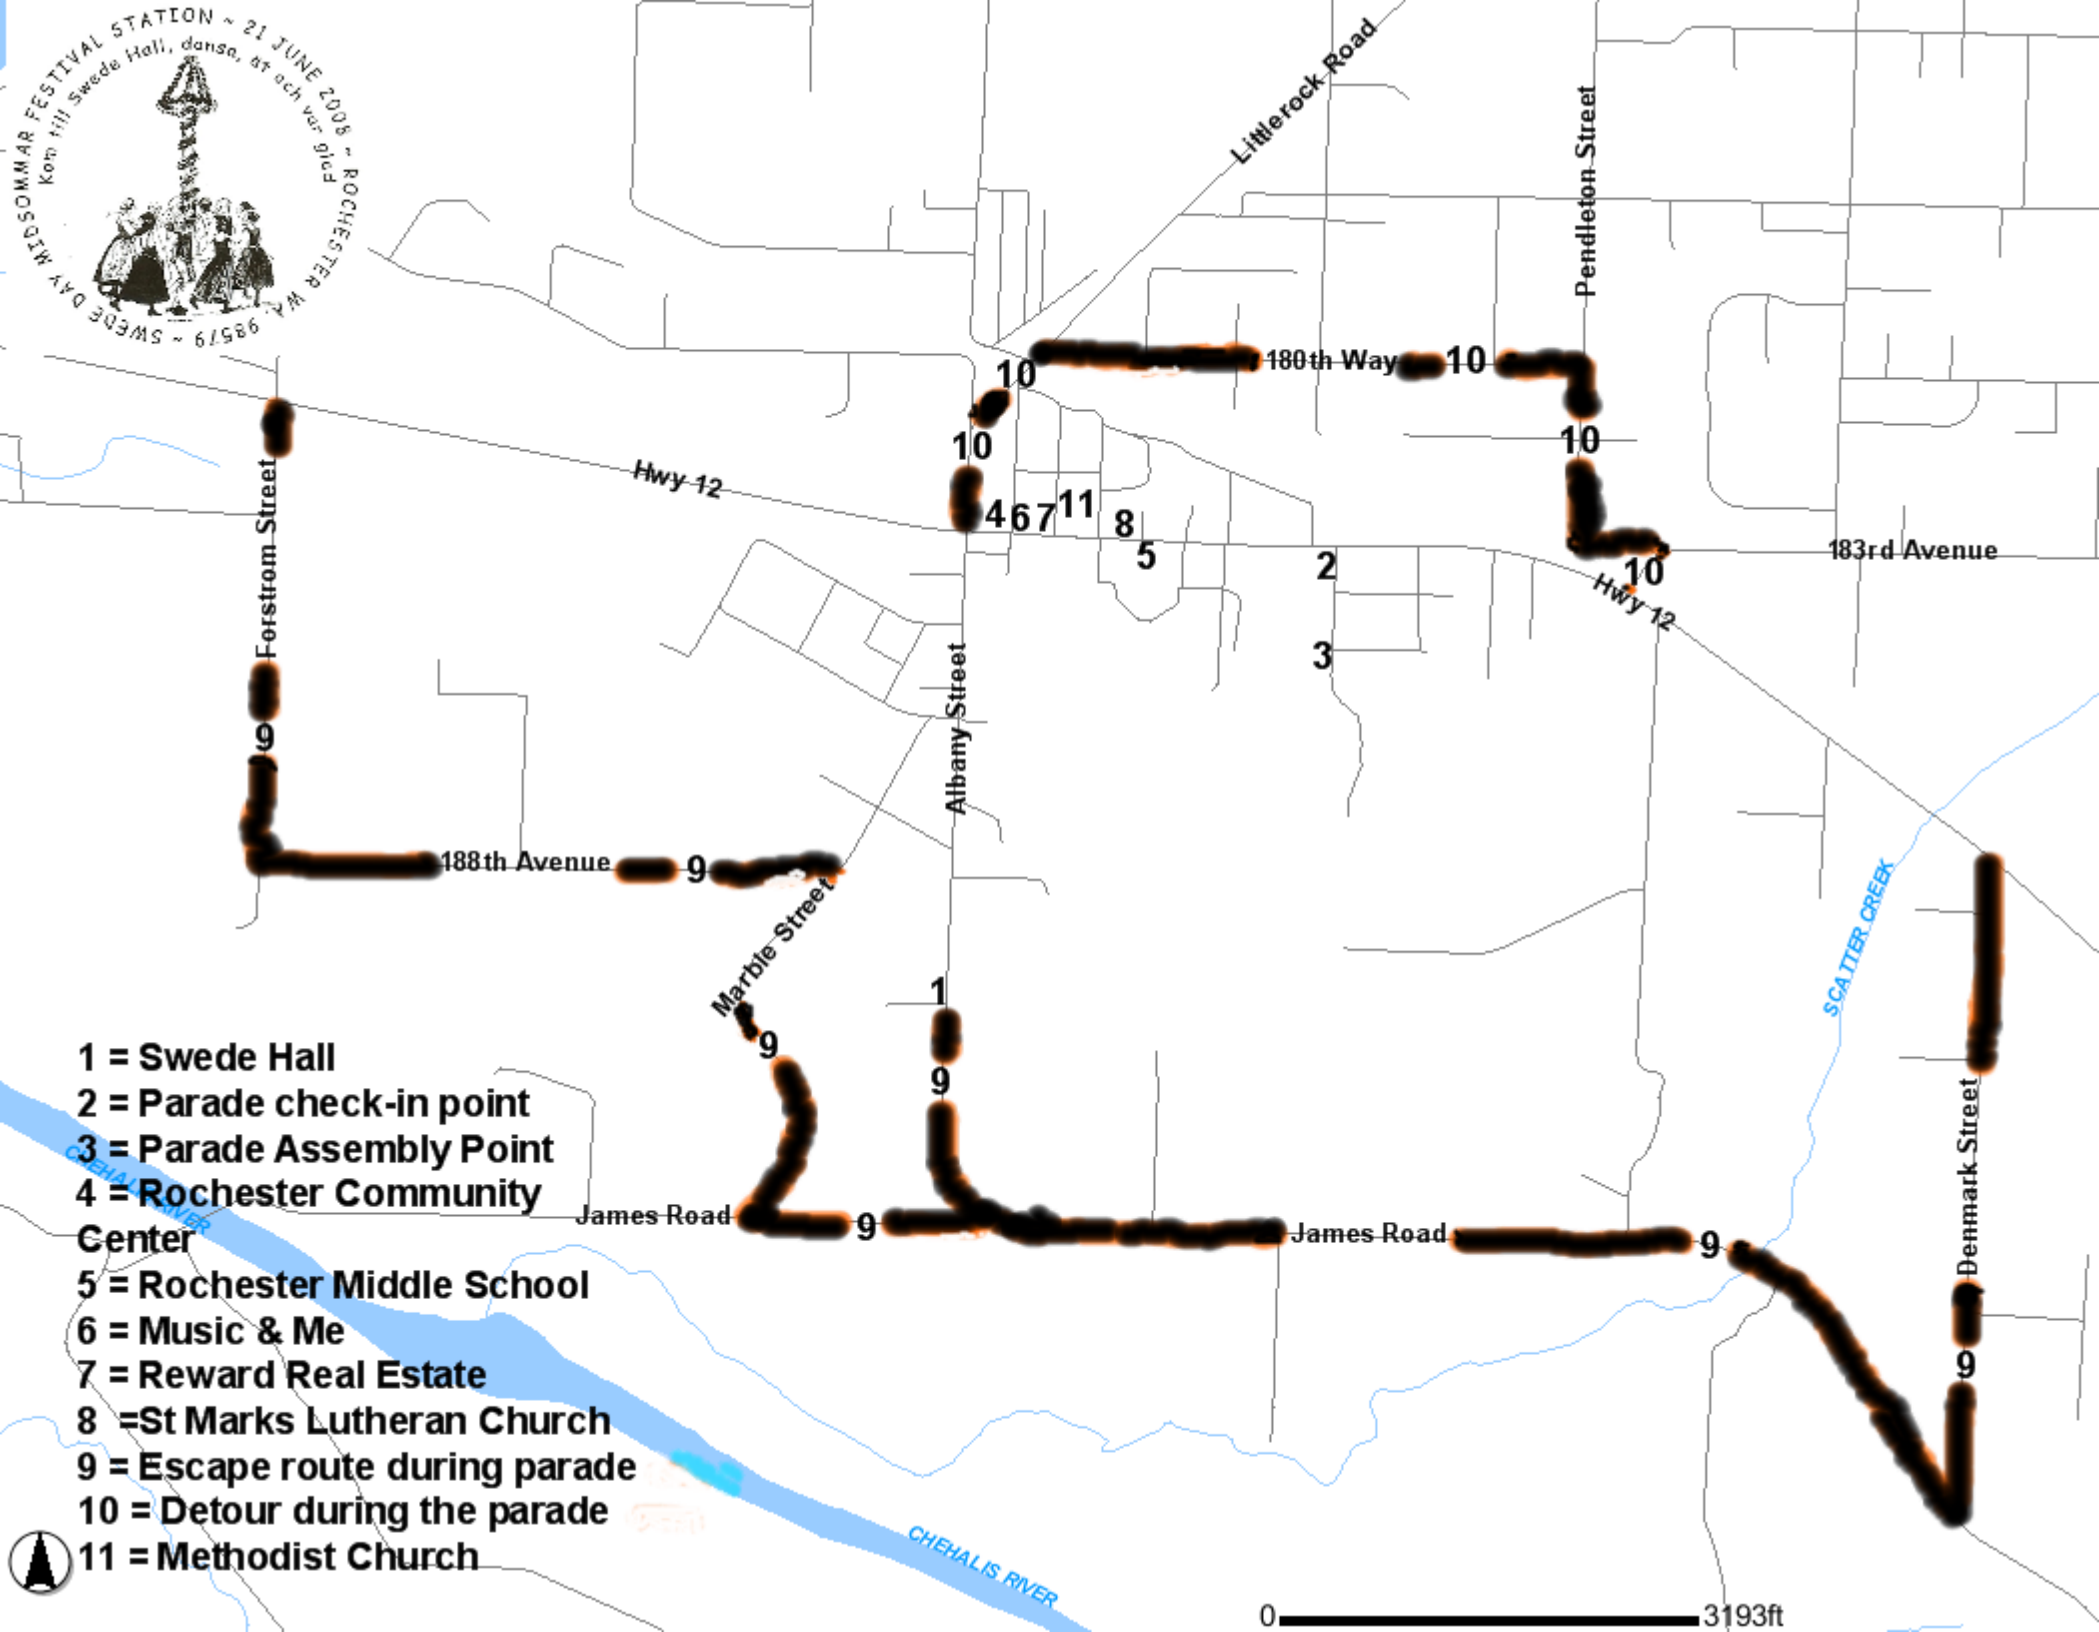 SWEDE DAY MIDSOMMAR FESTIVAL STATION ~ 21 JUNE 2008 ~ ROCHESTER WA 98579 ~
Kom till Swede Hall, dansa, ät och var glad
Littlerock Road
Pendleton Street
10
180th Way
10
10
10
Hwy 12
4
6
7
11
8
5
2
183rd Avenue
10
Hwy 12
Forstrom Street
3
Albany Street
9
188th Avenue
9
Marble Street
SCATTER CREEK
1
9
9
Denmark Street
James Road
9
James Road
9
9
1 = Swede Hall
2 = Parade check-in point
3 = Parade Assembly Point
CHEHALIS RIVER
4 = Rochester Community
Center
5 = Rochester Middle School
6 = Music & Me
7 = Reward Real Estate
8 =St Marks Lutheran Church
9 = Escape route during parade
10 = Detour during the parade
11 = Methodist Church
CHEHALIS RIVER
0
3193ft